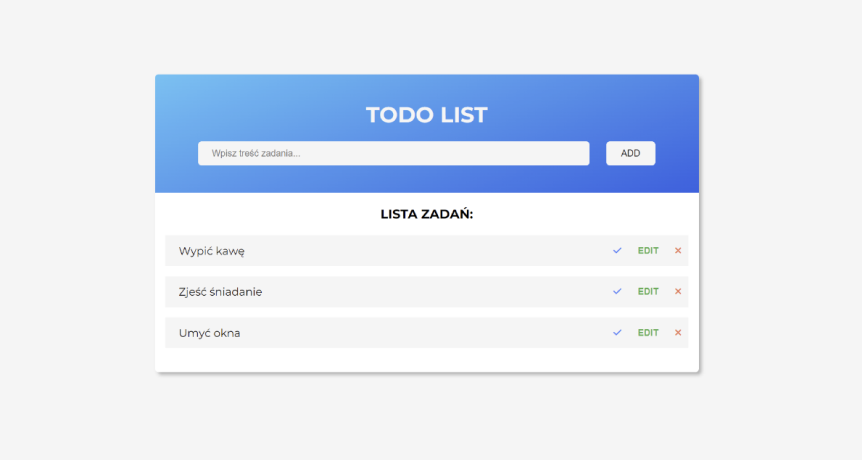 TODO LIST
Wpisz treść zadania...
ADD
LISTA ZADAŃ:
Wypić kawę
EDIT
Zjeść śniadanie
EDIT
Umyć okna
EDIT